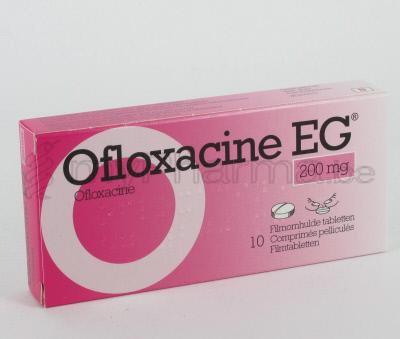 Ofloxacine EG®
200 mg
Ofloxacine
Filmomhulde tabletten
10 Comprimés pelliculés
Filmtabletten